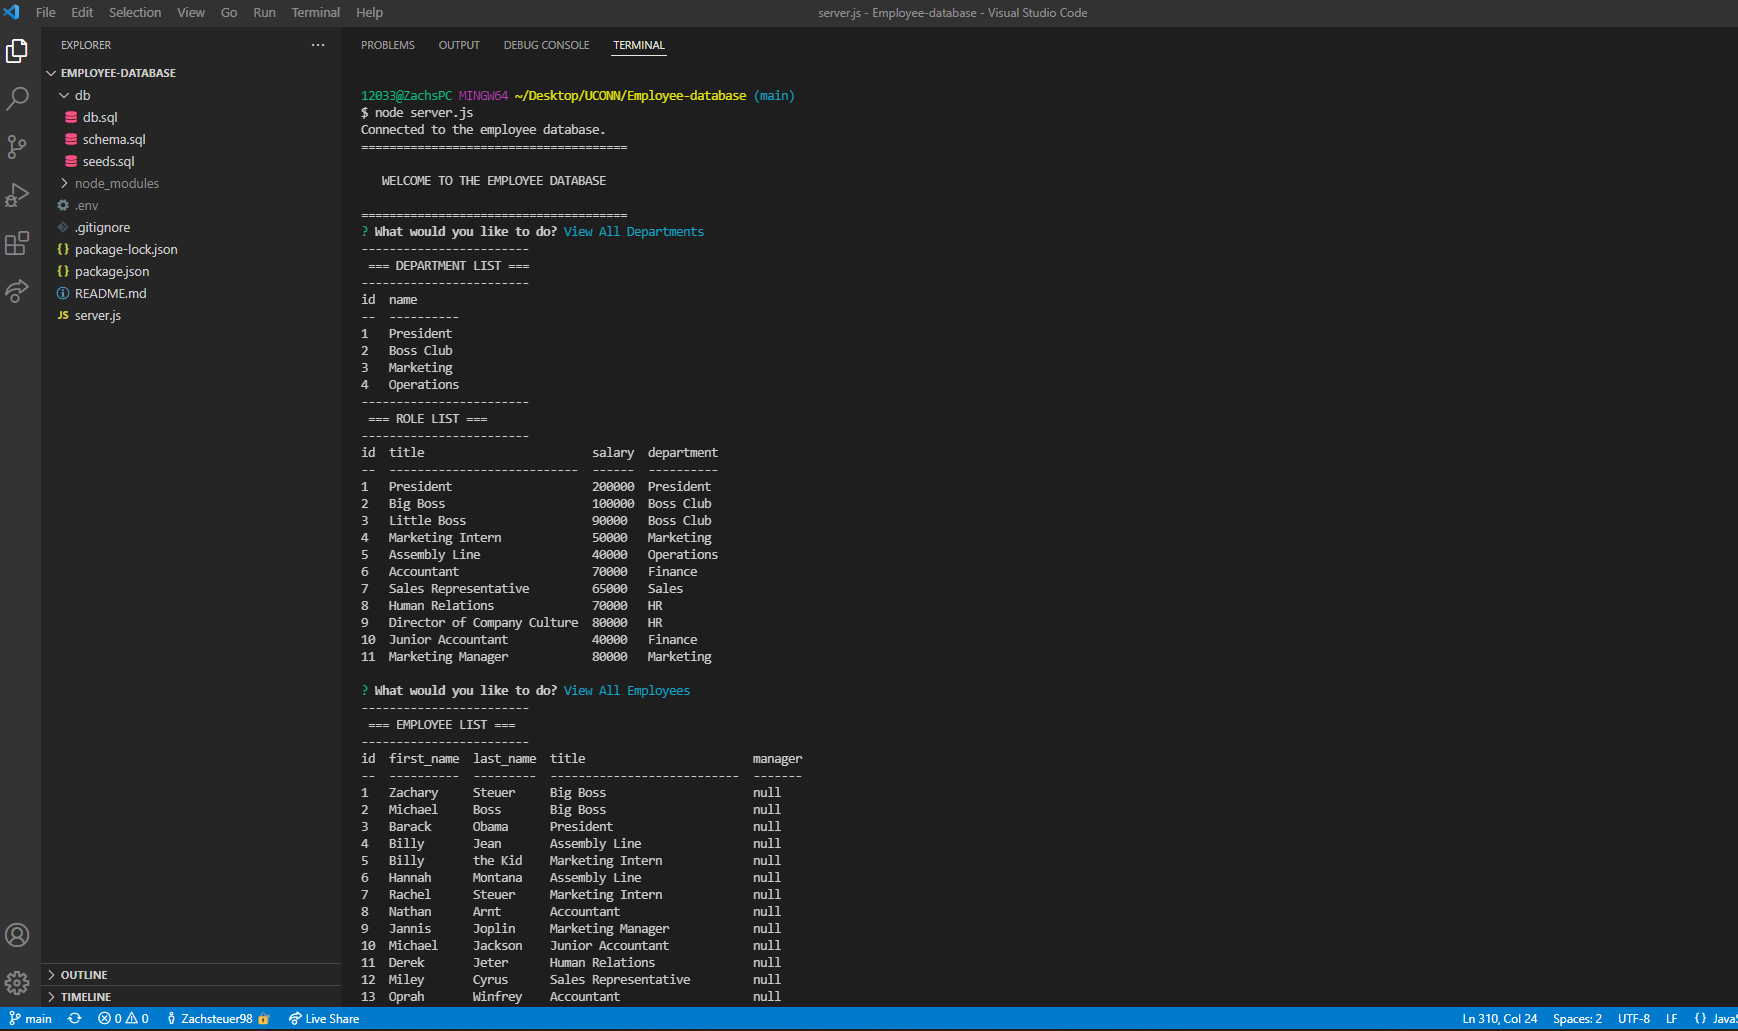 File Edit Selection View Go Run Terminal Help
server.js - Employee-database - Visual Studio Code
EXPLORER
EMPLOYEE-DATABASE
db
db.sql
schema.sql
seeds.sql
node_modules
.env
.gitignore
package-lock.json
package.json
README.md
JS server.js
OUTLINE
TIMELINE
PROBLEMS OUTPUT DEBUG CONSOLE TERMINAL
12033@ZachsPC MINGW64 ~/Desktop/UCONN/Employee-database (main)
$ node server.js
Connected to the employee database.
======================================
WELCOME TO THE EMPLOYEE DATABASE
======================================
? What would you like to do? View All Departments
------------------------
=== DEPARTMENT LIST ===
------------------------
id name
-- ----------
1 President
2 Boss Club
3 Marketing
4 Operations
------------------------
=== ROLE LIST ===
------------------------
id title salary department
-- --------------------------- ------ ----------
1 President 200000 President
2 Big Boss 100000 Boss Club
3 Little Boss 90000 Boss Club
4 Marketing Intern 50000 Marketing
5 Assembly Line 40000 Operations
6 Accountant 70000 Finance
7 Sales Representative 65000 Sales
8 Human Relations 70000 HR
9 Director of Company Culture 80000 HR
10 Junior Accountant 40000 Finance
11 Marketing Manager 80000 Marketing
? What would you like to do? View All Employees
------------------------
=== EMPLOYEE LIST ===
------------------------
id first_name last_name title manager
-- ---------- --------- --------------------------- -------
1 Zachary Steuer Big Boss null
2 Michael Boss Big Boss null
3 Barack Obama President null
4 Billy Jean Assembly Line null
5 Billy the Kid Marketing Intern null
6 Hannah Montana Assembly Line null
7 Rachel Steuer Marketing Intern null
8 Nathan Arnt Accountant null
9 Jannis Joplin Marketing Manager null
10 Michael Jackson Junior Accountant null
11 Derek Jeter Human Relations null
12 Miley Cyrus Sales Representative null
13 Oprah Winfrey Accountant null
main 0 0 Zachsteuer98 Live Share
Ln 310, Col 24 Spaces: 2 UTF-8 LF {} JavaS